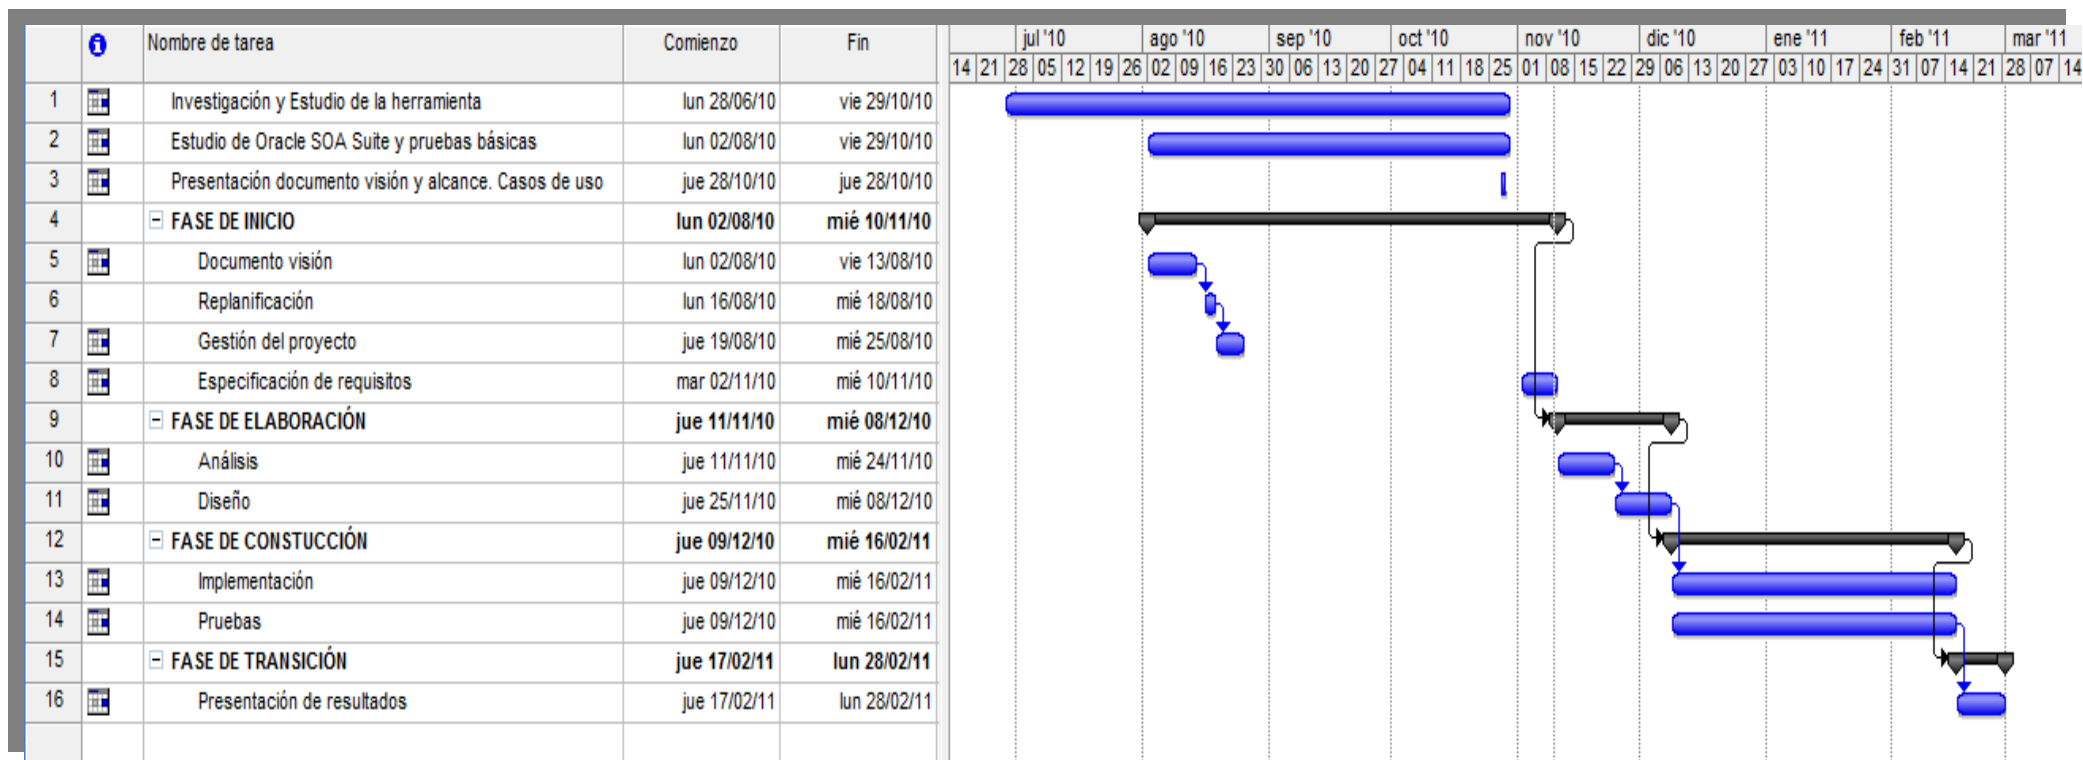 Nombre de tarea Comienzo Fin
jul '10 ago '10 sep '10 oct '10 nov '10 dic '10 ene '11 feb '11 mar '11
14 21 28 05 12 19 26 02 09 16 23 30 06 13 20 27 04 11 18 25 01 08 15 22 29 06 13 20 27 03 10 17 24 31 07 14 21 28 07 14
1 Investigación y Estudio de la herramienta lun 28/06/10 vie 29/10/10
2 Estudio de Oracle SOA Suite y pruebas básicas lun 02/08/10 vie 29/10/10
3 Presentación documento visión y alcance. Casos de uso jue 28/10/10 jue 28/10/10
4 FASE DE INICIO lun 02/08/10 mié 10/11/10
5 Documento visión lun 02/08/10 vie 13/08/10
6 Replanificación lun 16/08/10 mié 18/08/10
7 Gestión del proyecto jue 19/08/10 mié 25/08/10
8 Especificación de requisitos mar 02/11/10 mié 10/11/10
9 FASE DE ELABORACIÓN jue 11/11/10 mié 08/12/10
10 Análisis jue 11/11/10 mié 24/11/10
11 Diseño jue 25/11/10 mié 08/12/10
12 FASE DE CONSTUCCIÓN jue 09/12/10 mié 16/02/11
13 Implementación jue 09/12/10 mié 16/02/11
14 Pruebas jue 09/12/10 mié 16/02/11
15 FASE DE TRANSICIÓN jue 17/02/11 lun 28/02/11
16 Presentación de resultados jue 17/02/11 lun 28/02/11